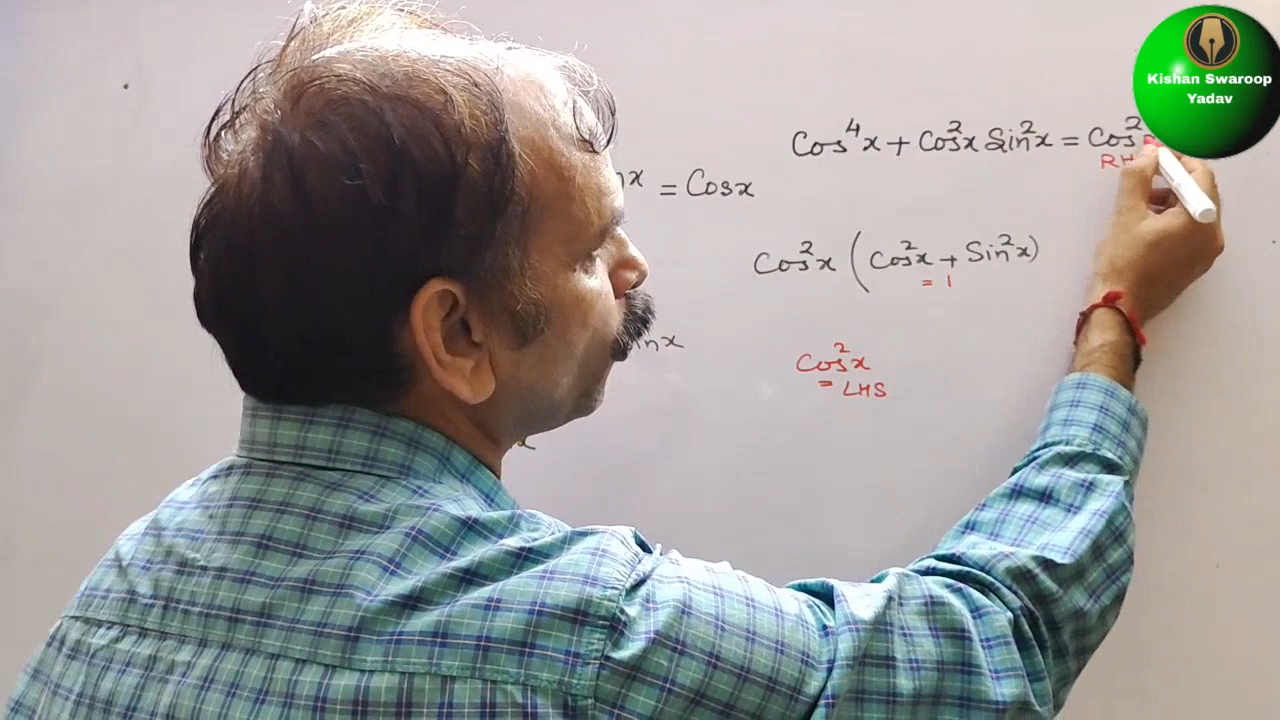 Kishan Swaroop
Yadav
Cos⁴x + Cos²x Sin²x = Cos²
RH
= Cosx
Cos²x (Cos²x + Sin²x)
= 1
Cos²x
= LHS